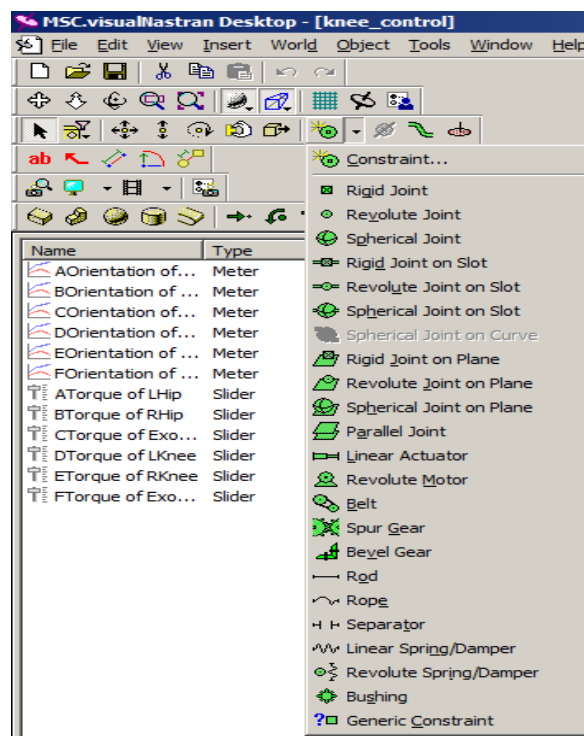 MSC.visualNastran Desktop - [knee_control]
File Edit View Insert World Object Tools Window Help
ab
Name Type
AOrientation of... Meter
BOrientation of ... Meter
COrientation of... Meter
DOrientation of... Meter
EOrientation of ... Meter
FOrientation of... Meter
ATorque of LHip Slider
BTorque of RHip Slider
CTorque of Exo... Slider
DTorque of LKnee Slider
ETorque of RKnee Slider
FTorque of Exo... Slider
Constraint...
Rigid Joint
Revolute Joint
Spherical Joint
Rigid Joint on Slot
Revolute Joint on Slot
Spherical Joint on Slot
Spherical Joint on Curve
Rigid Joint on Plane
Revolute Joint on Plane
Spherical Joint on Plane
Parallel Joint
Linear Actuator
Revolute Motor
Belt
Spur Gear
Bevel Gear
Rod
Rope
Separator
Linear Spring/Damper
Revolute Spring/Damper
Bushing
Generic Constraint